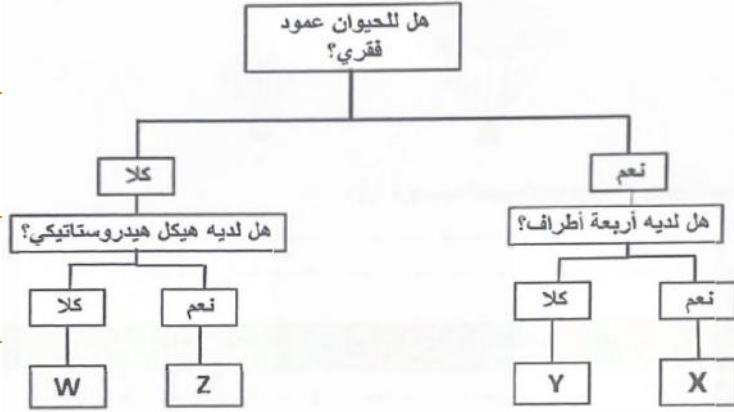 هل للحيوان عمود
فقري؟
نعم
كلا
هل لديه أربعة أطراف؟
هل لديه هيكل هيدروستاتيكي؟
نعم
كلا
نعم
كلا
X
Y
Z
W